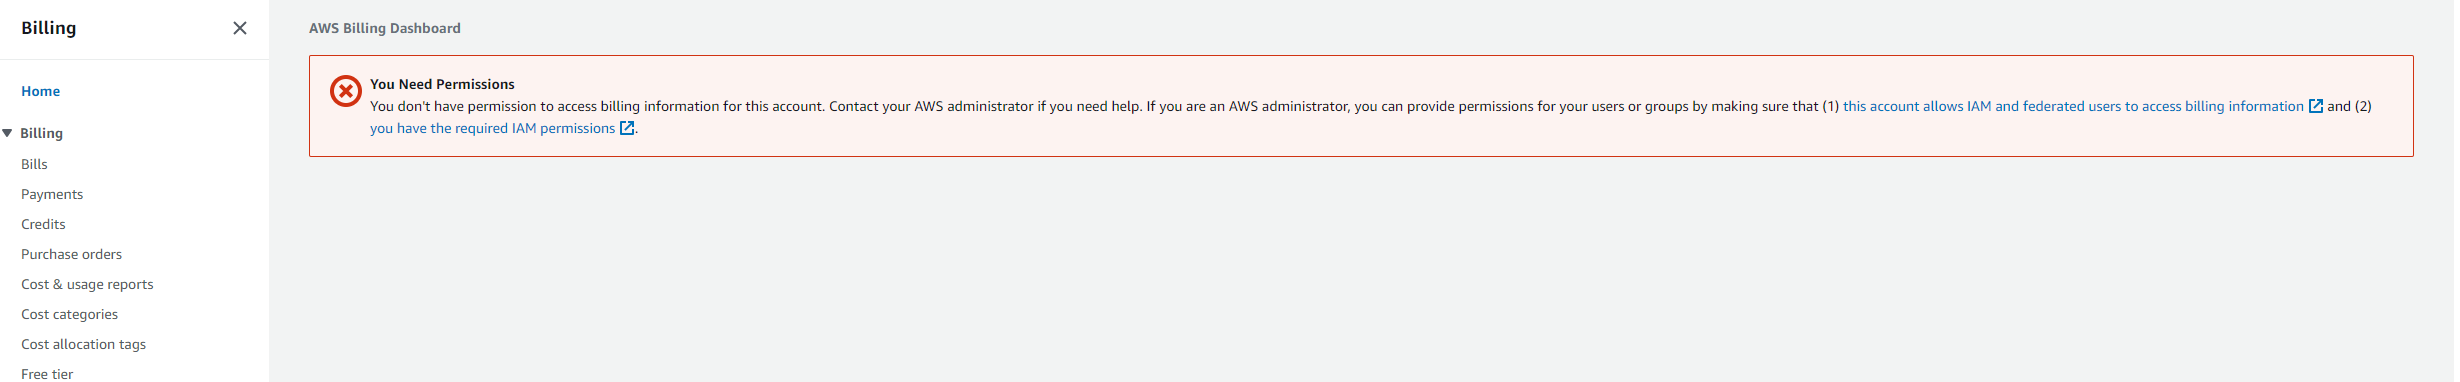 Billing
Home
Billing
Bills
Payments
Credits
Purchase orders
Cost & usage reports
Cost categories
Cost allocation tags
Free tier
AWS Billing Dashboard
You Need Permissions
You don't have permission to access billing information for this account. Contact your AWS administrator if you need help. If you are an AWS administrator, you can provide permissions for your users or groups by making sure that (1) this account allows IAM and federated users to access billing information and (2)
you have the required IAM permissions.